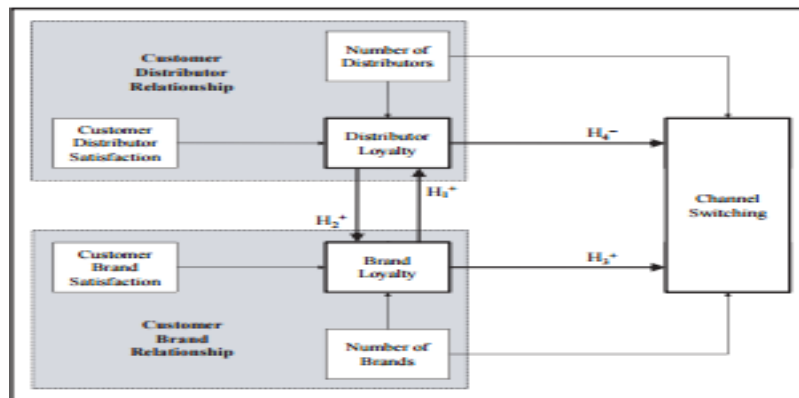 Customer
Distributor
Relationship
Number of
Distributors
Customer
Distributor
Satisfaction
Distributor
Loyalty
H₄⁻
Channel
Switching
H₂⁺
H₁⁺
Customer
Brand
Satisfaction
Brand
Loyalty
H₃⁺
Customer
Brand
Relationship
Number of
Brands